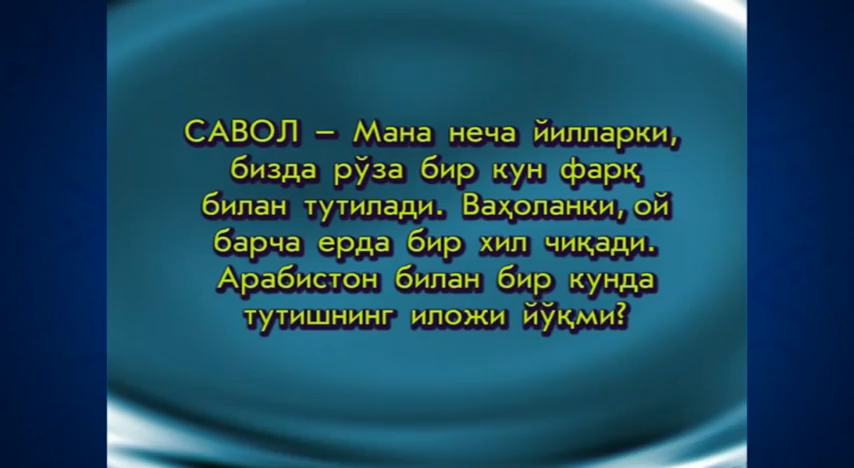 САВОЛ – Мана неча йилларки,
бизда рўза бир кун фарқ
билан тутилади. Ваҳоланки, ой
барча ерда бир хил чиқади.
Арабистон билан бир кунда
тутишнинг иложи йўқми?